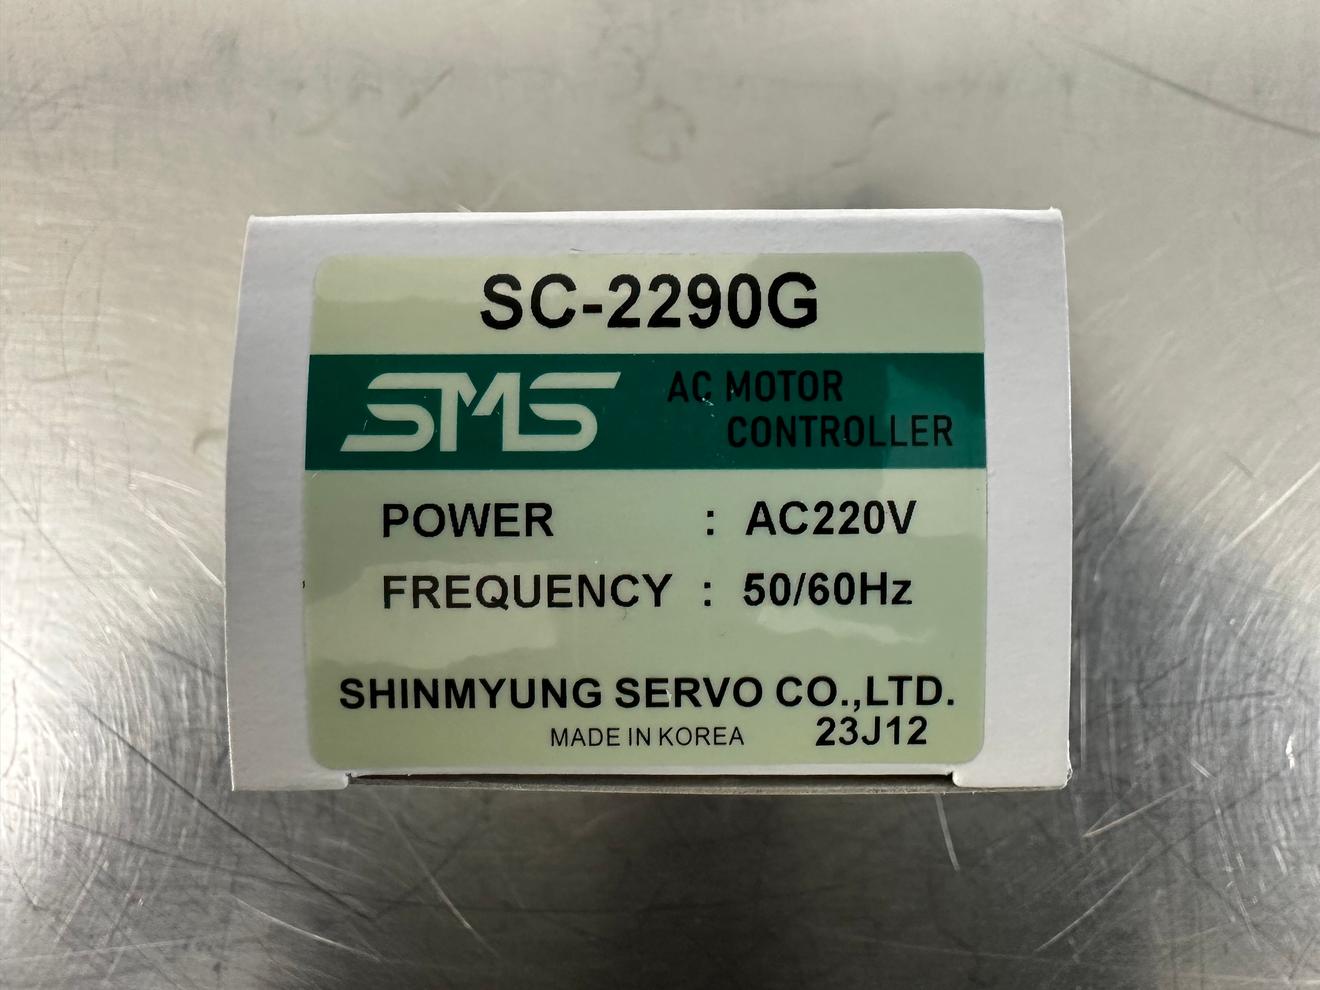 SC-2290G
SMS AC MOTOR
CONTROLLER
POWER : AC220V
FREQUENCY : 50/60Hz
SHINMYUNG SERVO CO.,LTD.
MADE IN KOREA 23J12